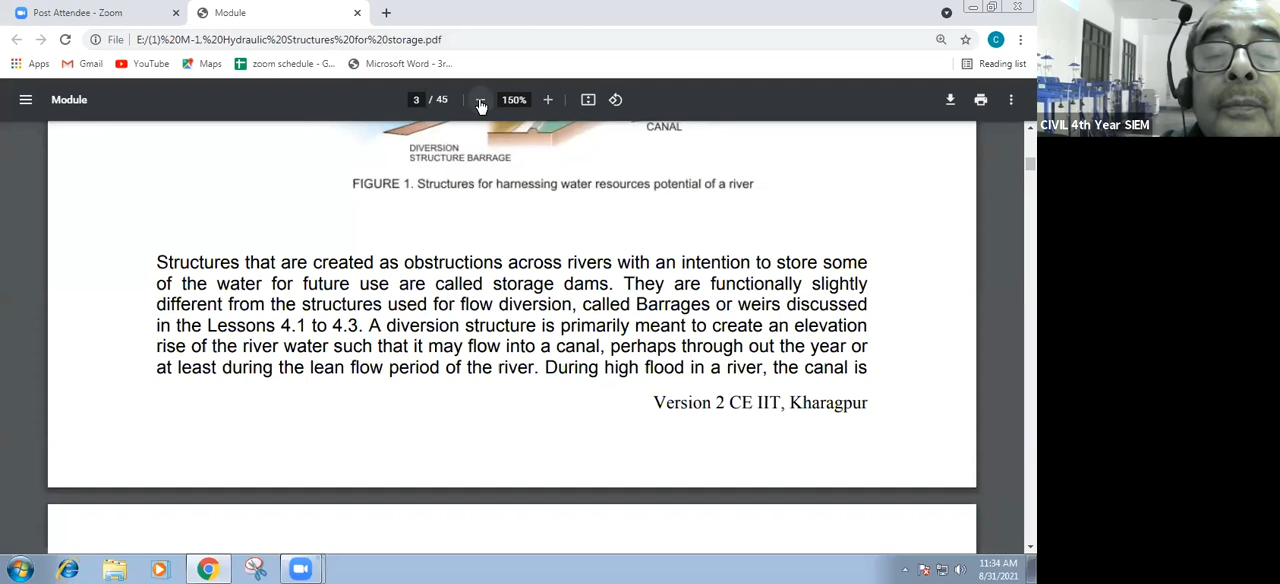 Post Attendee - Zoom
Module
File
E:/(1)%20M-1.%20Hydraulic%20Structures%20for%20storage.pdf
C
Apps
Gmail
YouTube
Maps
zoom schedule - G...
Microsoft Word - 3r...
Reading list
Module
3 / 45
150%
CANAL
DIVERSION
STRUCTURE BARRAGE
FIGURE 1. Structures for harnessing water resources potential of a river
Structures that are created as obstructions across rivers with an intention to store some
of the water for future use are called storage dams. They are functionally slightly
different from the structures used for flow diversion, called Barrages or weirs discussed
in the Lessons 4.1 to 4.3. A diversion structure is primarily meant to create an elevation
rise of the river water such that it may flow into a canal, perhaps through out the year or
at least during the lean flow period of the river. During high flood in a river, the canal is
Version 2 CE IIT, Kharagpur
CIVIL 4th Year SIEM
11:34 AM
8/31/2021